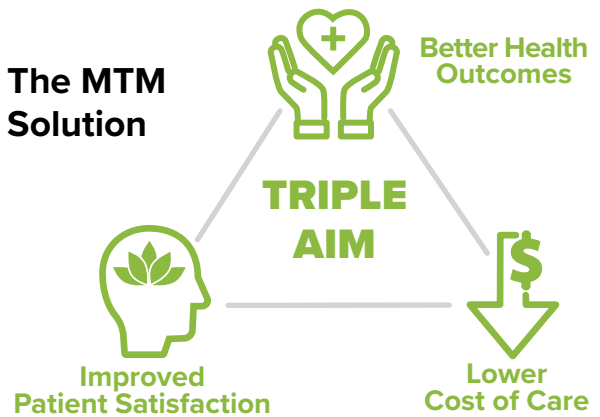 The MTM
Solution
Better Health
Outcomes
TRIPLE
AIM
$
Improved
Patient Satisfaction
Lower
Cost of Care